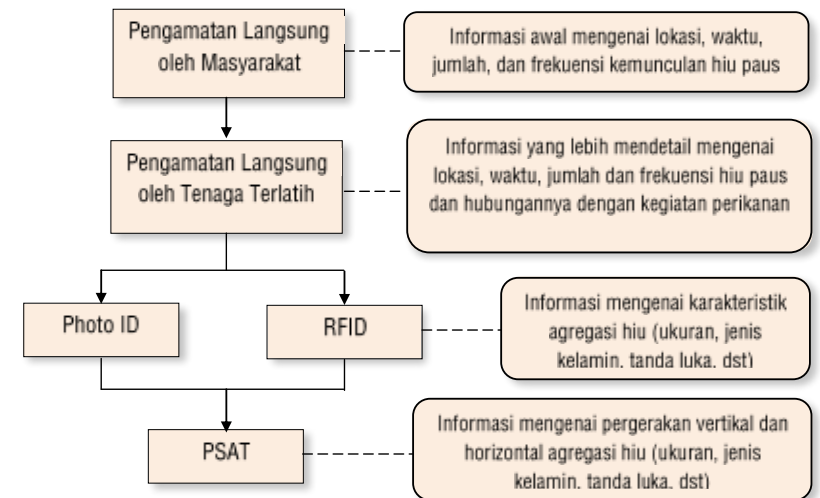 Pengamatan Langsung
oleh Masyarakat
Informasi awal mengenai lokasi, waktu,
jumlah, dan frekuensi kemunculan hiu paus
Pengamatan Langsung
oleh Tenaga Terlatih
Informasi yang lebih mendetail mengenai
lokasi, waktu, jumlah dan frekuensi hiu paus
dan hubungannya dengan kegiatan perikanan
Photo ID
RFID
Informasi mengenai karakteristik
agregasi hiu (ukuran, jenis
kelamin, tanda luka, dst)
PSAT
Informasi mengenai pergerakan vertikal dan
horizontal agregasi hiu (ukuran, jenis
kelamin, tanda luka, dst)